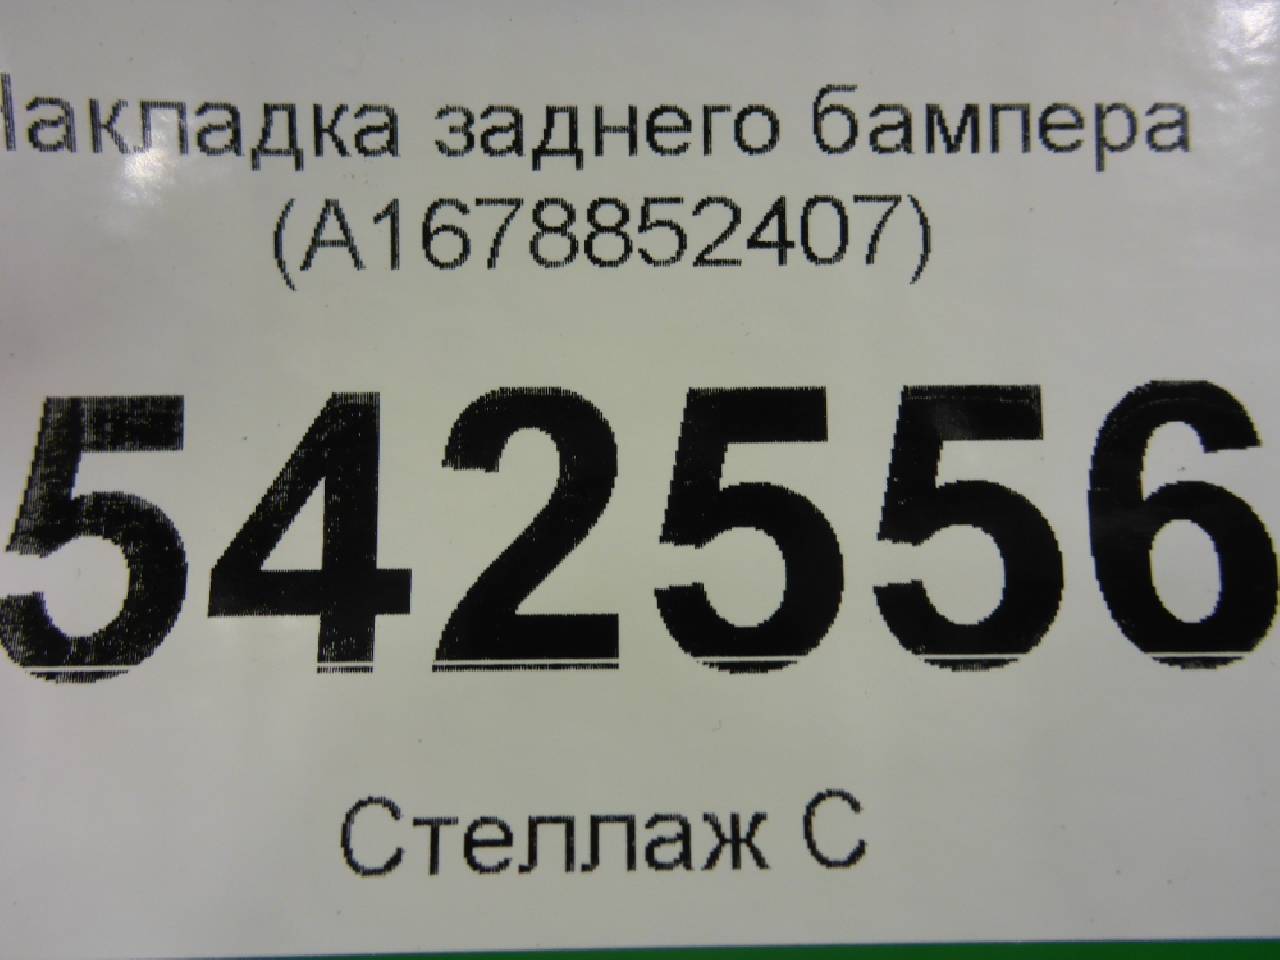 Накладка заднего бампера
(A1678852407)
542556
Стеллаж С